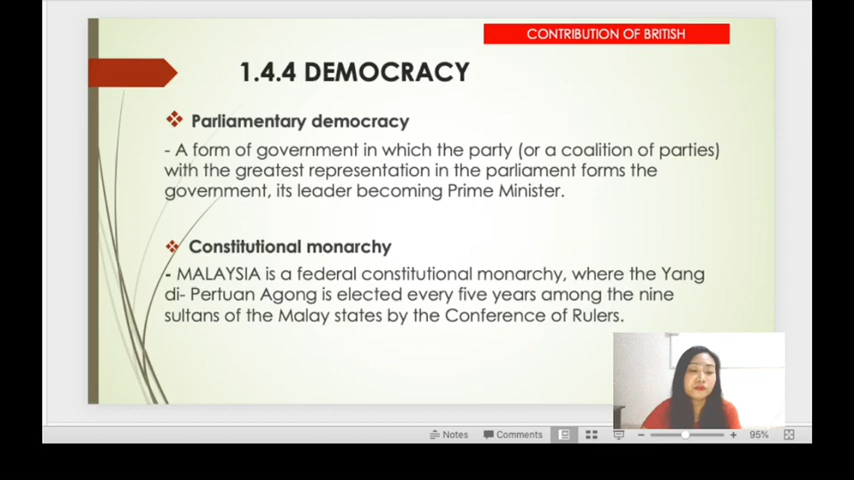 CONTRIBUTION OF BRITISH
1.4.4 DEMOCRACY
Parliamentary democracy
- A form of government in which the party (or a coalition of parties)
with the greatest representation in the parliament forms the
government, its leader becoming Prime Minister.
Constitutional monarchy
- MALAYSIA is a federal constitutional monarchy, where the Yang
di- Pertuan Agong is elected every five years among the nine
sultans of the Malay states by the Conference of Rulers.
Notes Comments 95%